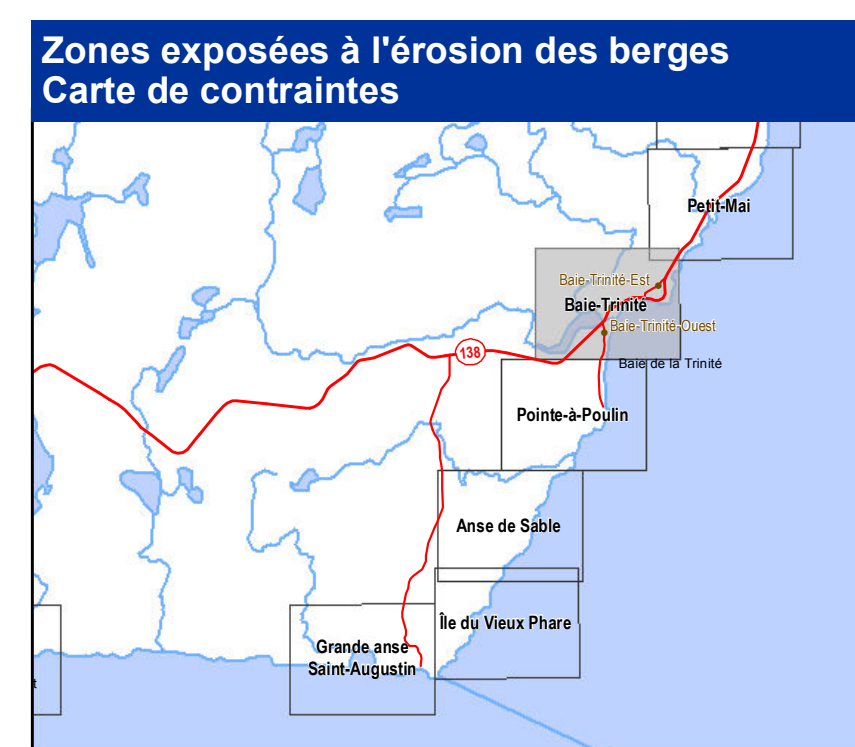 Zones exposées à l'érosion des berges
Carte de contraintes
Petit-Mai
Baie-Trinité-Est
Baie-Trinité
Baie-Trinité-Ouest
138
Baie de la Trinité
Pointe-à-Poulin
Anse de Sable
Île du Vieux Phare
Grande anse
Saint-Augustin
t